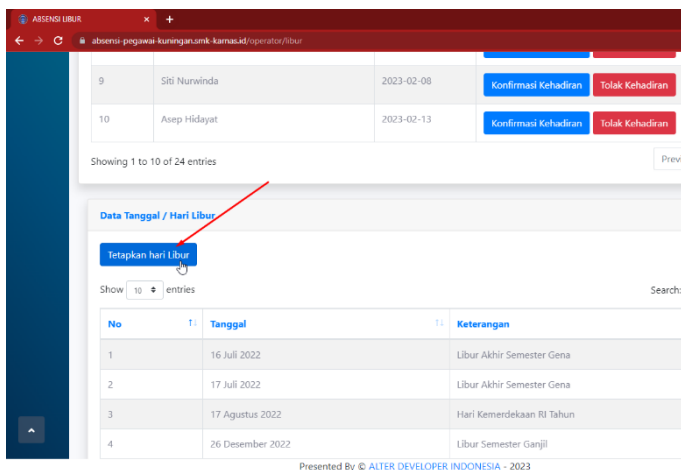 ABSENSI LIBUR
absensi-pegawai-kuningan.smk-karnas.id/operator/libur
9 Siti Nurwinda 2023-02-08 Konfirmasi Kehadiran Tolak Kehadiran
10 Asep Hidayat 2023-02-13 Konfirmasi Kehadiran Tolak Kehadiran
Showing 1 to 10 of 24 entries Previ
Data Tanggal / Hari Libur
Tetapkan hari Libur
Show 10 entries Search:
No Tanggal Keterangan
1 16 Juli 2022 Libur Akhir Semester Gena
2 17 Juli 2022 Libur Akhir Semester Gena
3 17 Agustus 2022 Hari Kemerdekaan RI Tahun
4 26 Desember 2022 Libur Semester Ganjil
Presented By © ALTER DEVELOPER INDONESIA - 2023